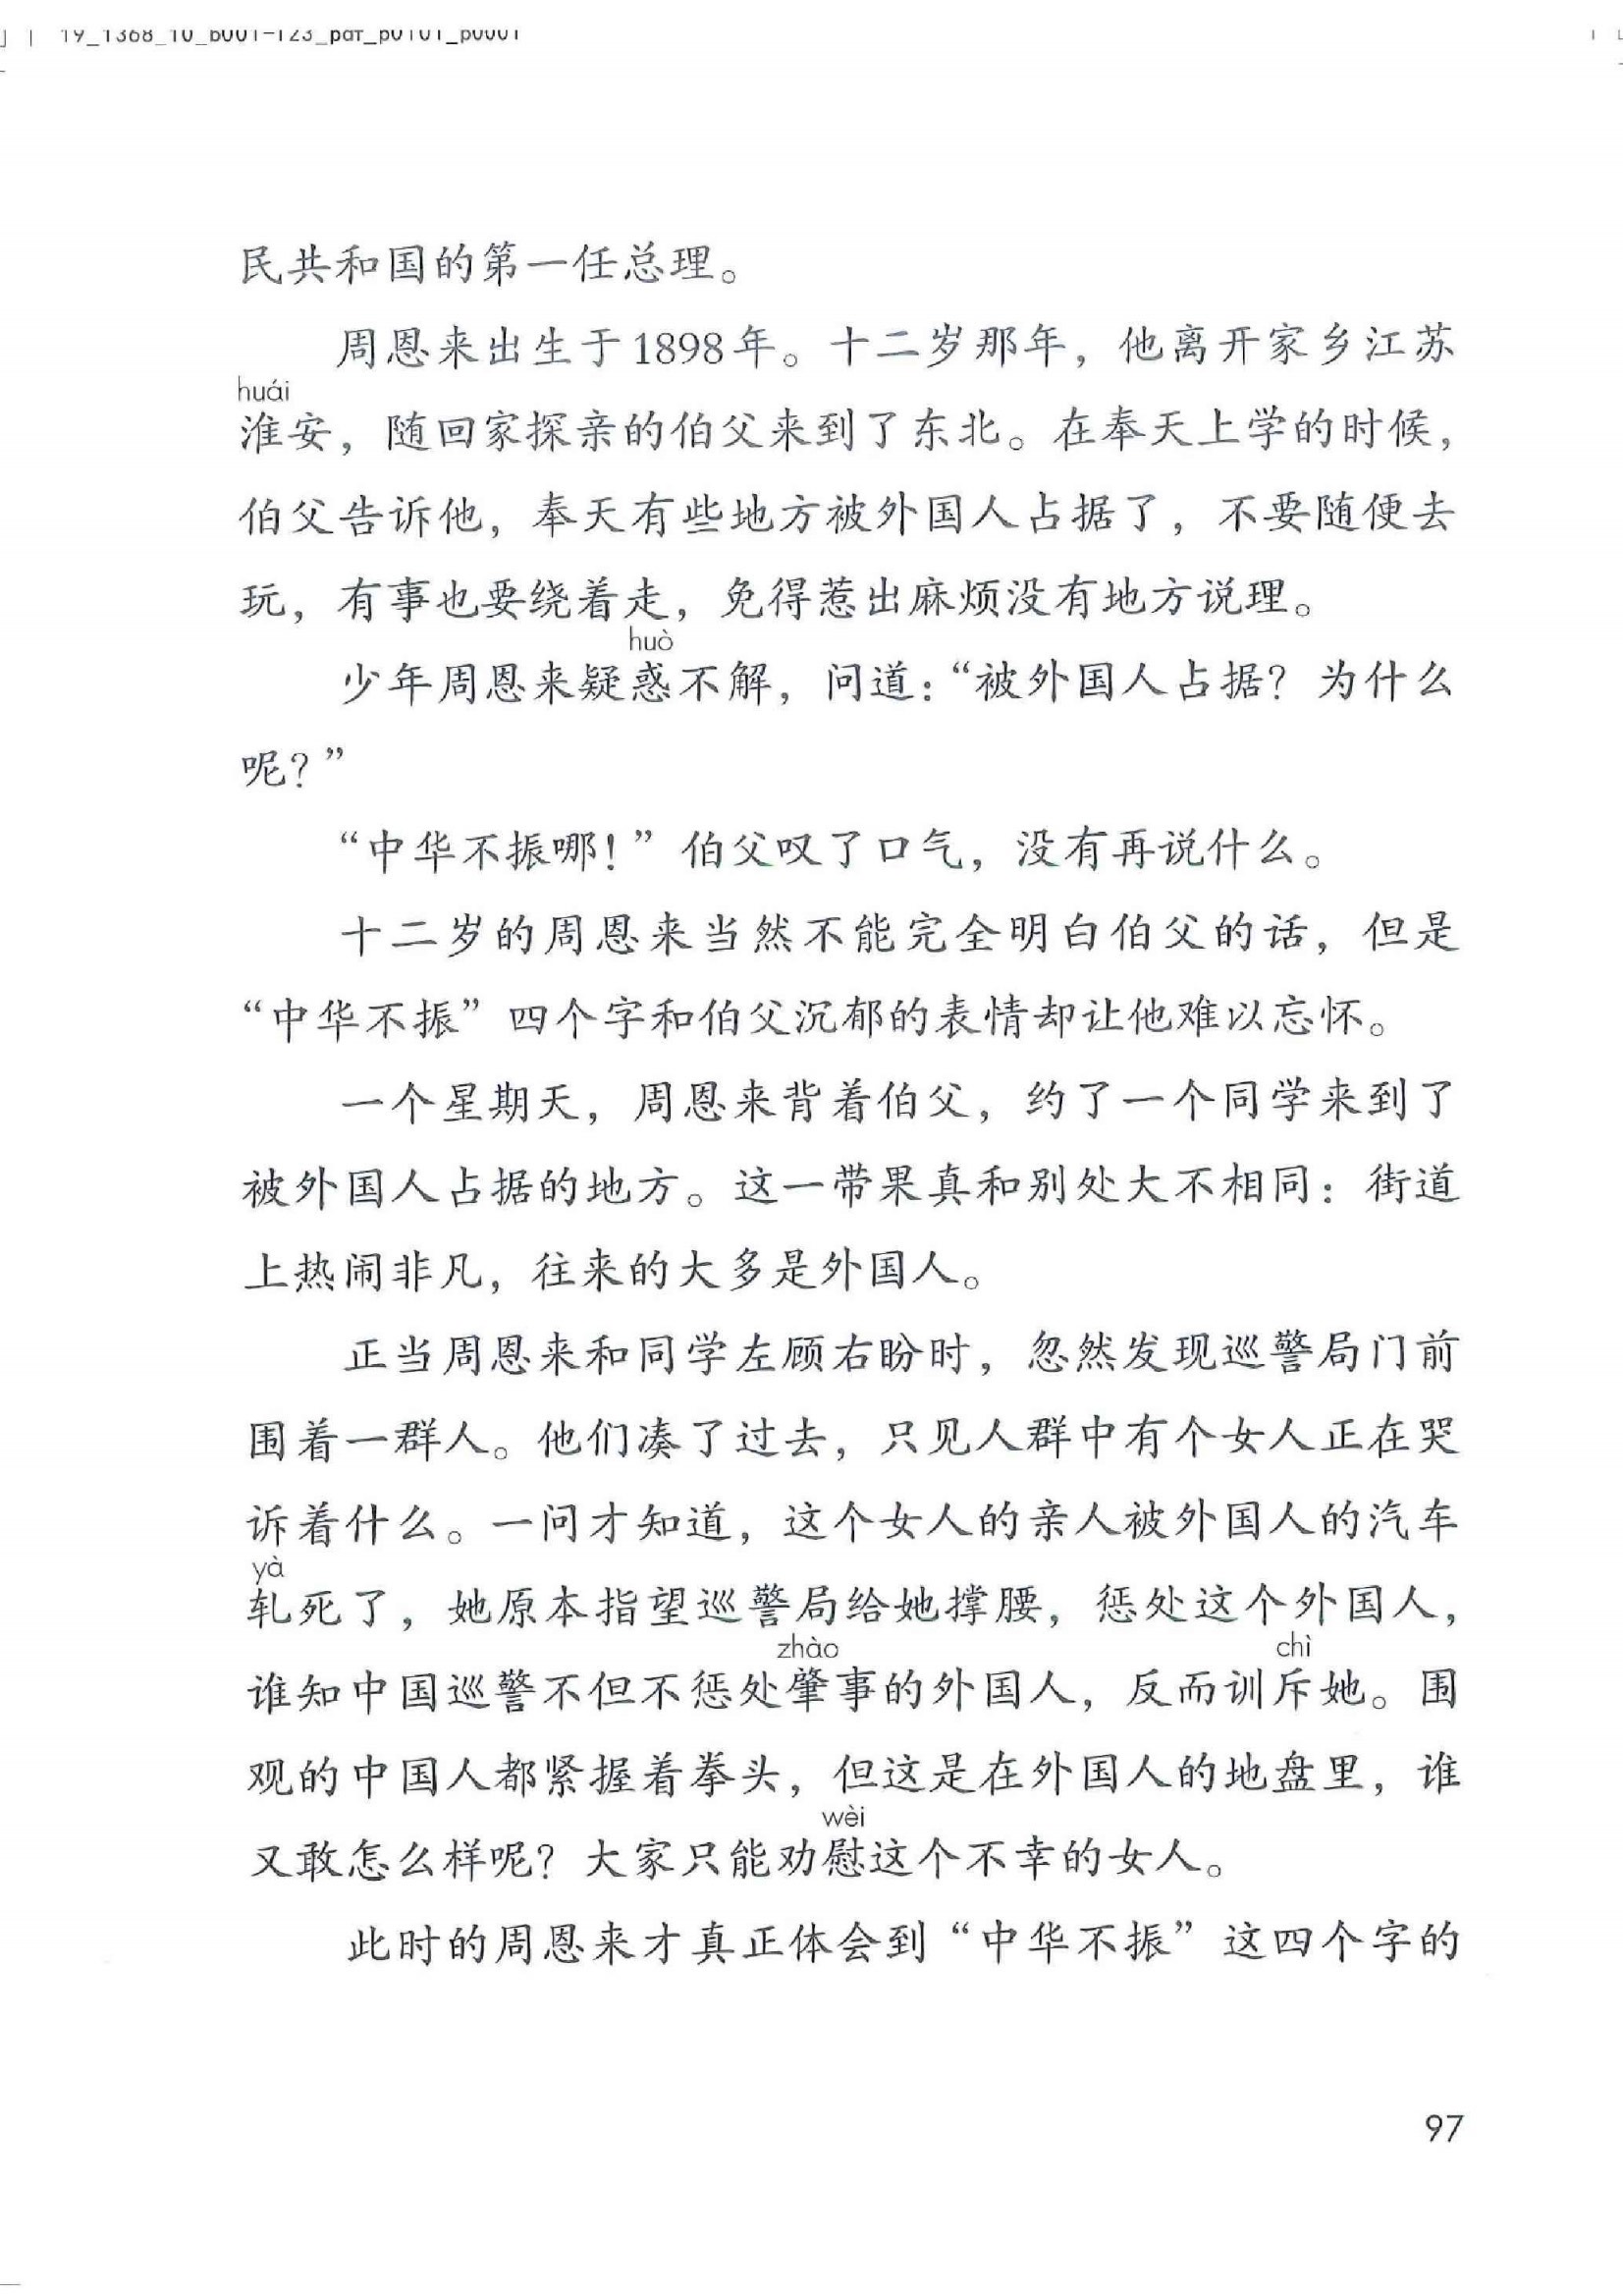 19_1368_10_b001-123_pdf_p0101_p0001
民共和国的第一任总理。
周恩来出生于1898年。十二岁那年，他离开家乡江苏
huái
淮安，随回家探亲的伯父来到了东北。在奉天上学的时候，
伯父告诉他，奉天有些地方被外国人占据了，不要随便去
玩，有事也要绕着走，免得惹出麻烦没有地方说理。
huò
少年周恩来疑惑不解，问道：“被外国人占据？为什么
呢？”
“中华不振哪！”伯父叹了口气，没有再说什么。
十二岁的周恩来当然不能完全明白伯父的话，但是
“中华不振”四个字和伯父沉郁的表情却让他难以忘怀。
一个星期天，周恩来背着伯父，约了一个同学来到了
被外国人占据的地方。这一带果真和别处大不相同：街道
上热闹非凡，往来的大多是外国人。
正当周恩来和同学左顾右盼时，忽然发现巡警局门前
围着一群人。他们凑了过去，只见人群中有个女人正在哭
诉着什么。一问才知道，这个女人的亲人被外国人的汽车
yà
轧死了，她原本指望巡警局给她撑腰，惩处这个外国人，
zhào chì
谁知中国巡警不但不惩处肇事的外国人，反而训斥她。围
观的中国人都紧握着拳头，但这是在外国人的地盘里，谁
wèi
又敢怎么样呢？大家只能劝慰这个不幸的女人。
此时的周恩来才真正体会到“中华不振”这四个字的
97